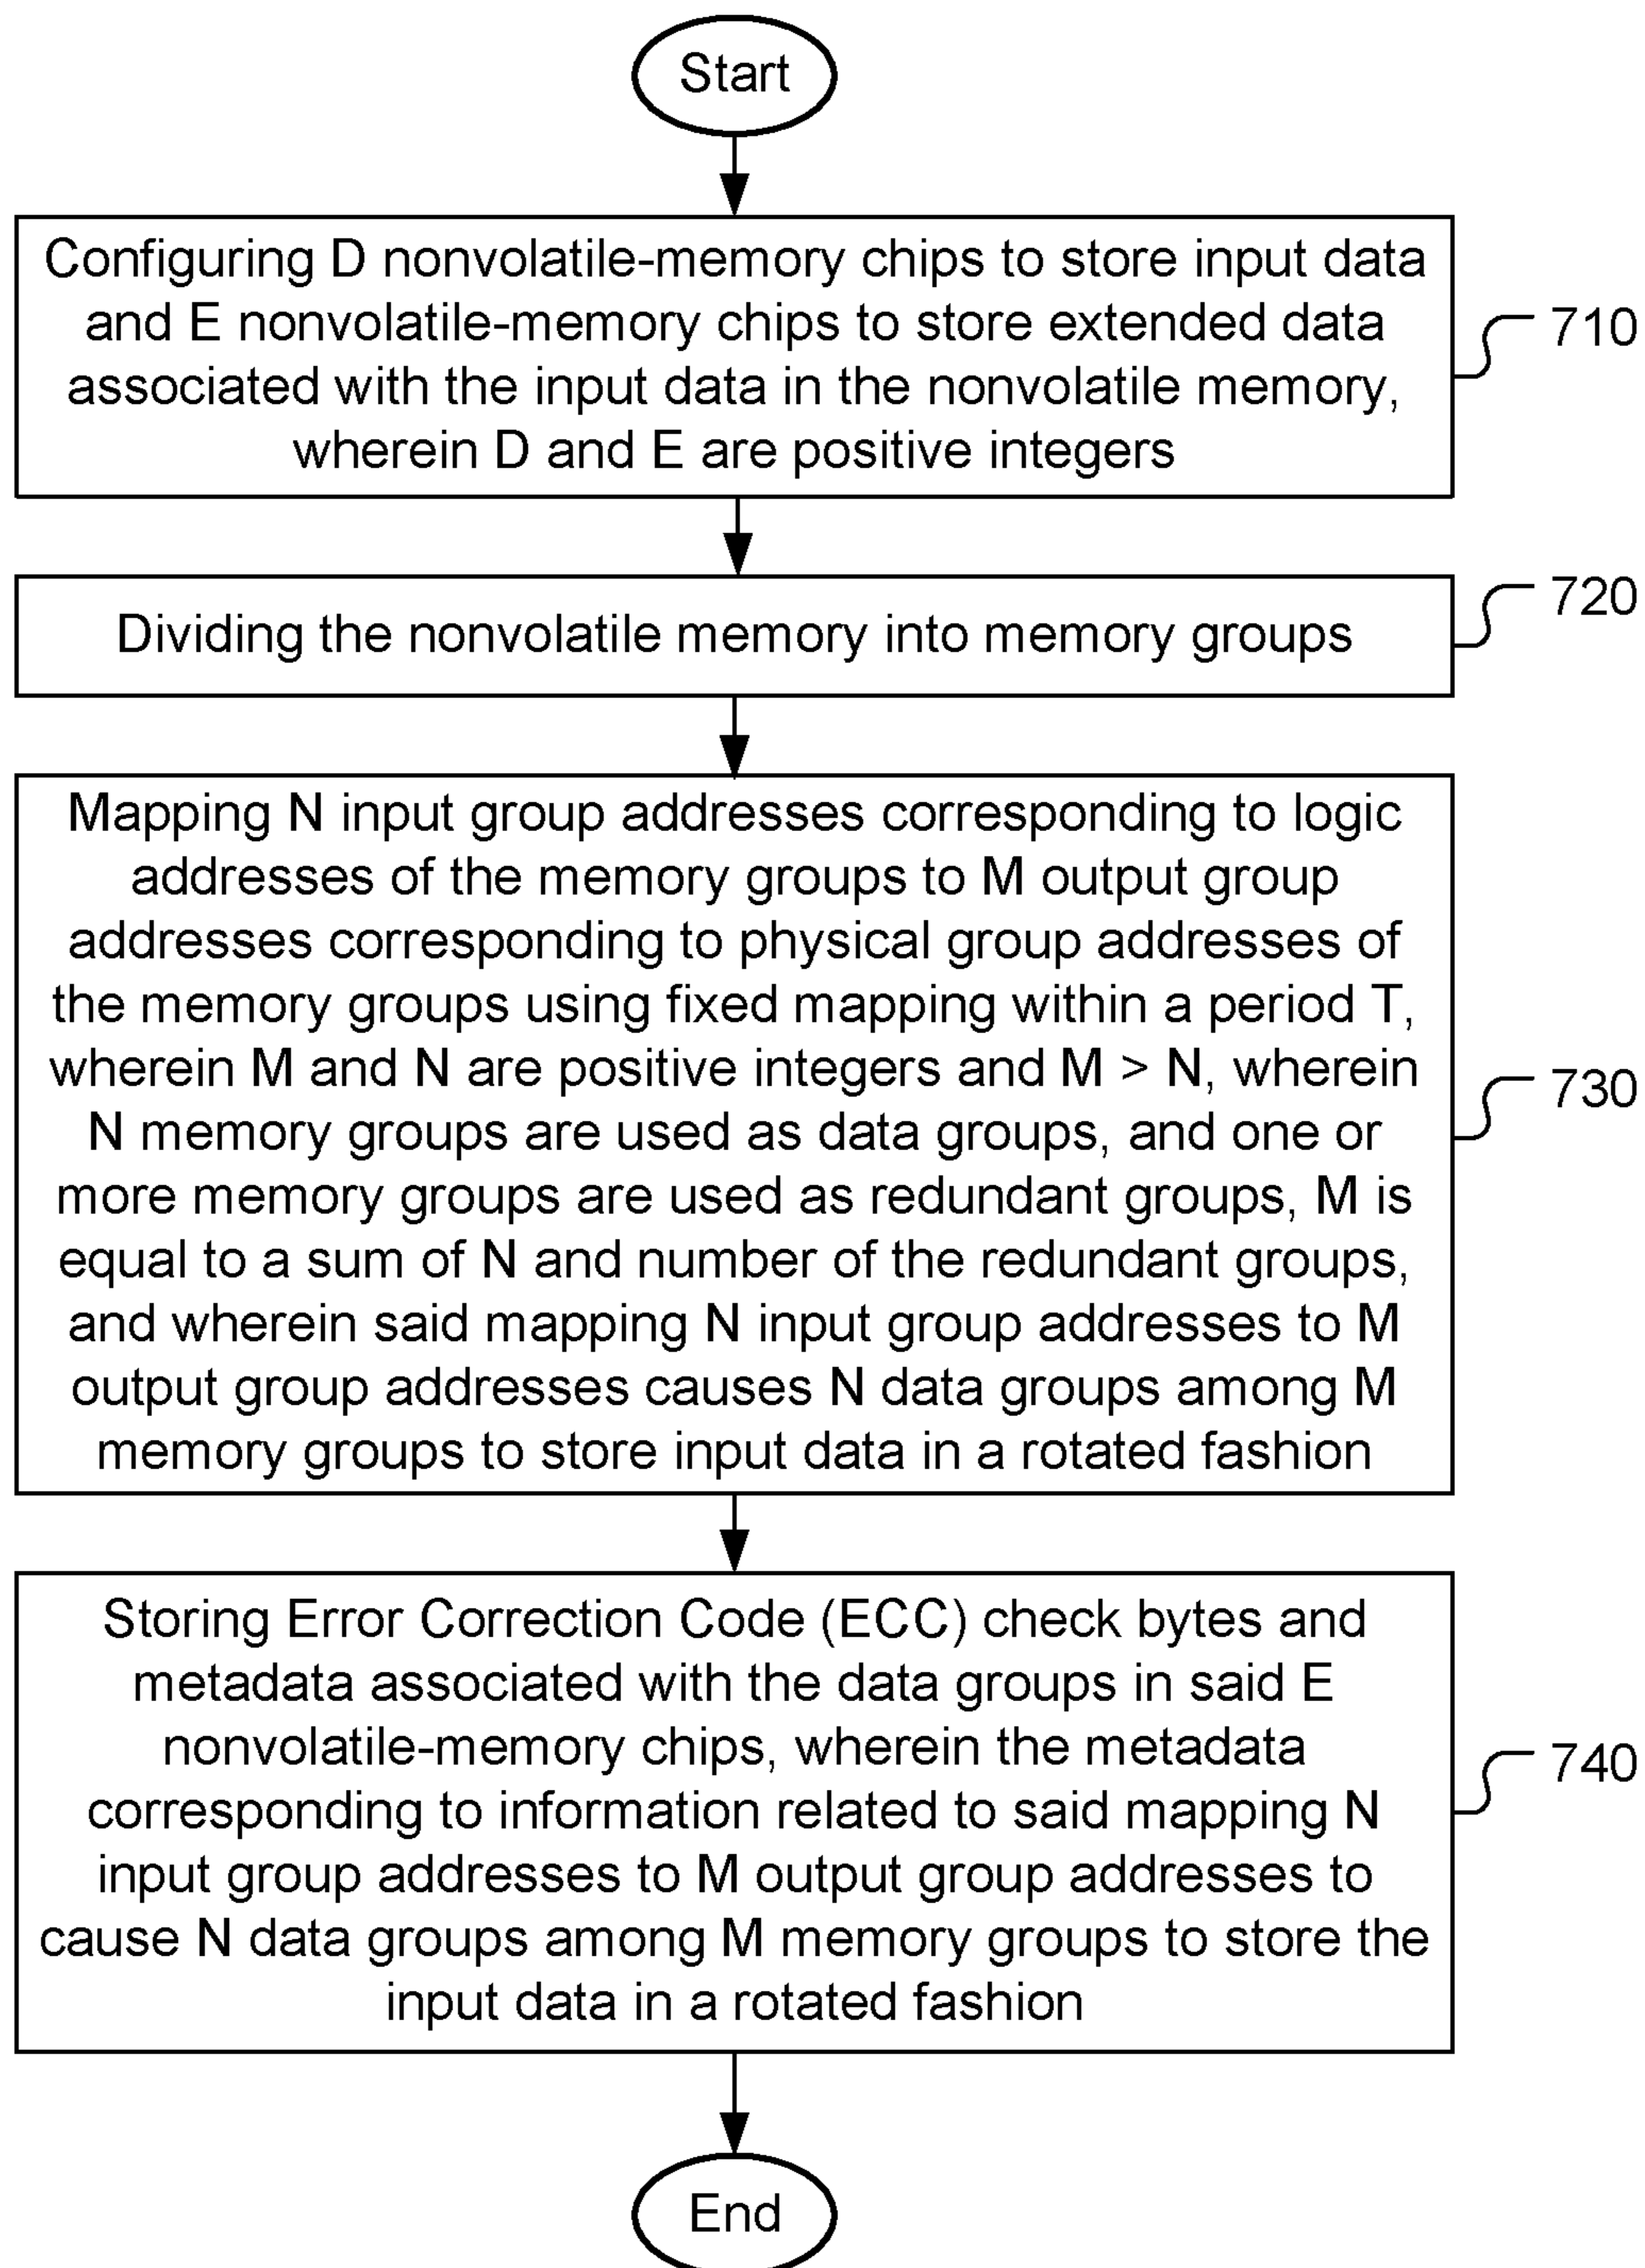 Start
Configuring D nonvolatile-memory chips to store input data
and E nonvolatile-memory chips to store extended data
associated with the input data in the nonvolatile memory,
wherein D and E are positive integers
710
Dividing the nonvolatile memory into memory groups
720
Mapping N input group addresses corresponding to logic
addresses of the memory groups to M output group
addresses corresponding to physical group addresses of
the memory groups using fixed mapping within a period T,
wherein M and N are positive integers and M > N, wherein
N memory groups are used as data groups, and one or
more memory groups are used as redundant groups, M is
equal to a sum of N and number of the redundant groups,
and wherein said mapping N input group addresses to M
output group addresses causes N data groups among M
memory groups to store input data in a rotated fashion
730
Storing Error Correction Code (ECC) check bytes and
metadata associated with the data groups in said E
nonvolatile-memory chips, wherein the metadata
corresponding to information related to said mapping N
input group addresses to M output group addresses to
cause N data groups among M memory groups to store the
input data in a rotated fashion
740
End